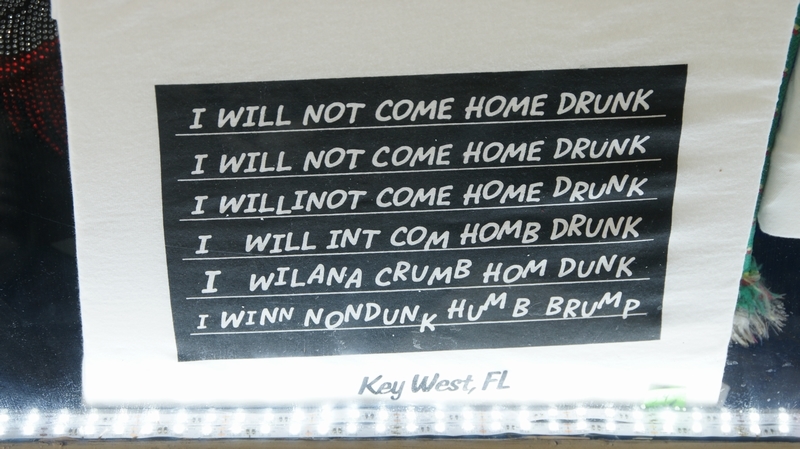 I WILL NOT COME HOME DRUNK
I WILL NOT COME HOME DRUNK
I WILLINOT COME HOME DRUNK
I WILL INT COM HOMB DRUNK
I WILANA CRUMB HOM DUNK
I WINN NONDUNK HUMB BRUMP
Key West, FL